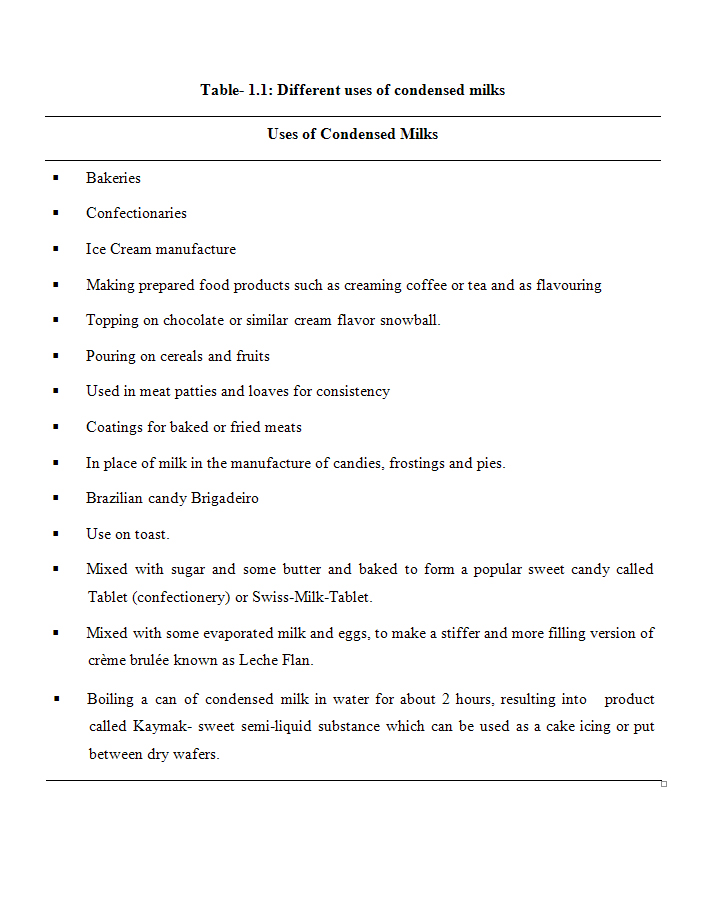 Table- 1.1: Different uses of condensed milks
Uses of Condensed Milks
▪ Bakeries
▪ Confectionaries
▪ Ice Cream manufacture
▪ Making prepared food products such as creaming coffee or tea and as flavouring
▪ Topping on chocolate or similar cream flavor snowball.
▪ Pouring on cereals and fruits
▪ Used in meat patties and loaves for consistency
▪ Coatings for baked or fried meats
▪ In place of milk in the manufacture of candies, frostings and pies.
▪ Brazilian candy Brigadeiro
▪ Use on toast.
▪ Mixed with sugar and some butter and baked to form a popular sweet candy called
Tablet (confectionery) or Swiss-Milk-Tablet.
▪ Mixed with some evaporated milk and eggs, to make a stiffer and more filling version of
crème brulée known as Leche Flan.
▪ Boiling a can of condensed milk in water for about 2 hours, resulting into product
called Kaymak- sweet semi-liquid substance which can be used as a cake icing or put
between dry wafers.